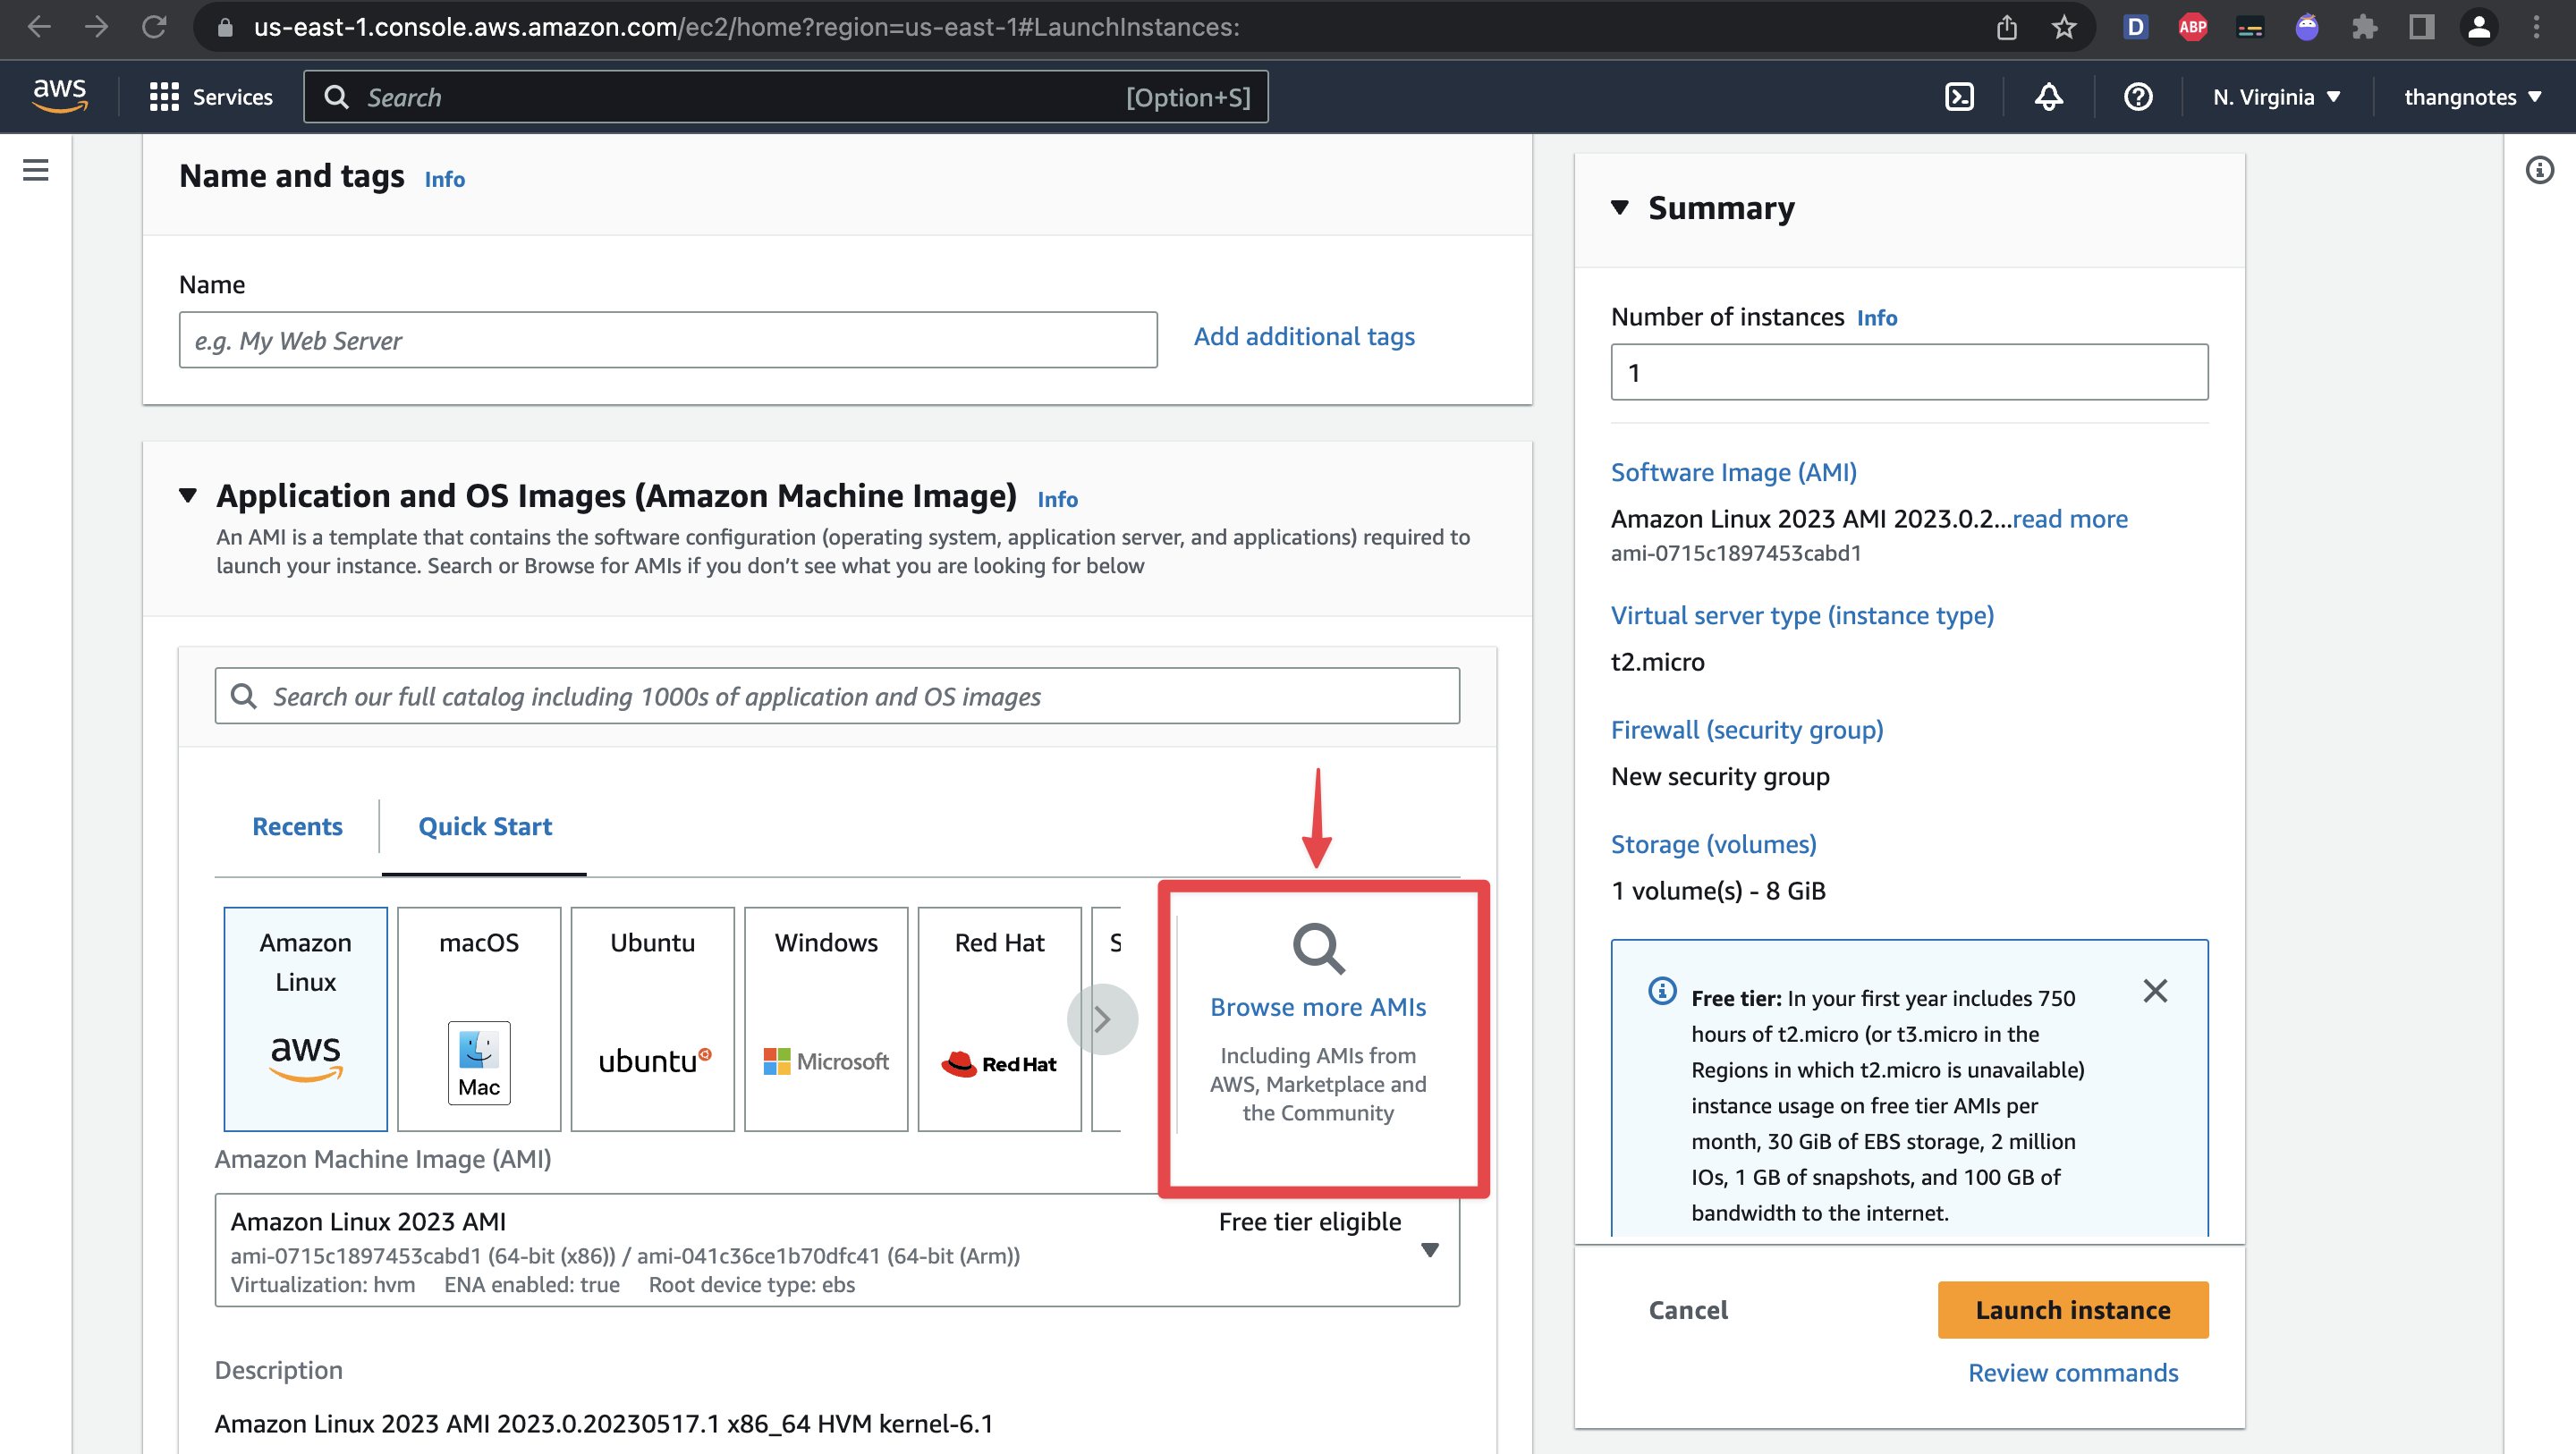 us-east-1.console.aws.amazon.com/ec2/home?region=us-east-1#LaunchInstances:
D
ABP
aws
Services
Search
[Option+S]
N. Virginia
thangnotes
Name and tags Info
Name
e.g. My Web Server
Add additional tags
Application and OS Images (Amazon Machine Image) Info
An AMI is a template that contains the software configuration (operating system, application server, and applications) required to
launch your instance. Search or Browse for AMIs if you don’t see what you are looking for below
Search our full catalog including 1000s of application and OS images
Recents
Quick Start
Amazon
Linux
aws
macOS
Mac
Ubuntu
ubuntu
Windows
Microsoft
Red Hat
Red Hat
S
Browse more AMIs
Including AMIs from
AWS, Marketplace and
the Community
Amazon Machine Image (AMI)
Amazon Linux 2023 AMI
Free tier eligible
ami-0715c1897453cabd1 (64-bit (x86)) / ami-041c36ce1b70dfc41 (64-bit (Arm))
Virtualization: hvm ENA enabled: true Root device type: ebs
Description
Amazon Linux 2023 AMI 2023.0.20230517.1 x86_64 HVM kernel-6.1
Summary
Number of instances Info
1
Software Image (AMI)
Amazon Linux 2023 AMI 2023.0.2...read more
ami-0715c1897453cabd1
Virtual server type (instance type)
t2.micro
Firewall (security group)
New security group
Storage (volumes)
1 volume(s) - 8 GiB
Free tier: In your first year includes 750
hours of t2.micro (or t3.micro in the
Regions in which t2.micro is unavailable)
instance usage on free tier AMIs per
month, 30 GiB of EBS storage, 2 million
IOs, 1 GB of snapshots, and 100 GB of
bandwidth to the internet.
Cancel
Launch instance
Review commands